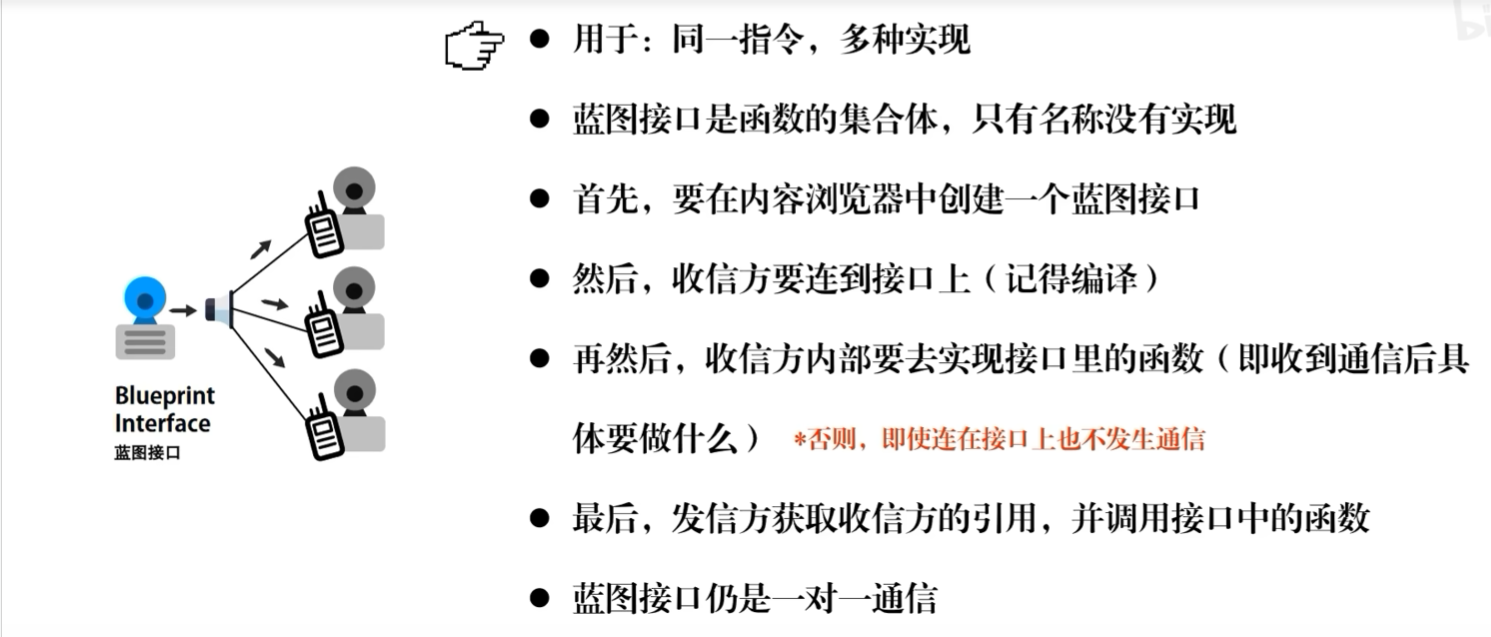 用于：同一指令，多种实现
蓝图接口是函数的集合体，只有名称没有实现
首先，要在内容浏览器中创建一个蓝图接口
然后，收信方要连到接口上（记得编译）
再然后，收信方内部要去实现接口里的函数（即收到通信后具
体要做什么） *否则，即使连在接口上也不发生通信
最后，发信方获取收信方的引用，并调用接口中的函数
蓝图接口仍是一对一通信
Blueprint
Interface
蓝图接口